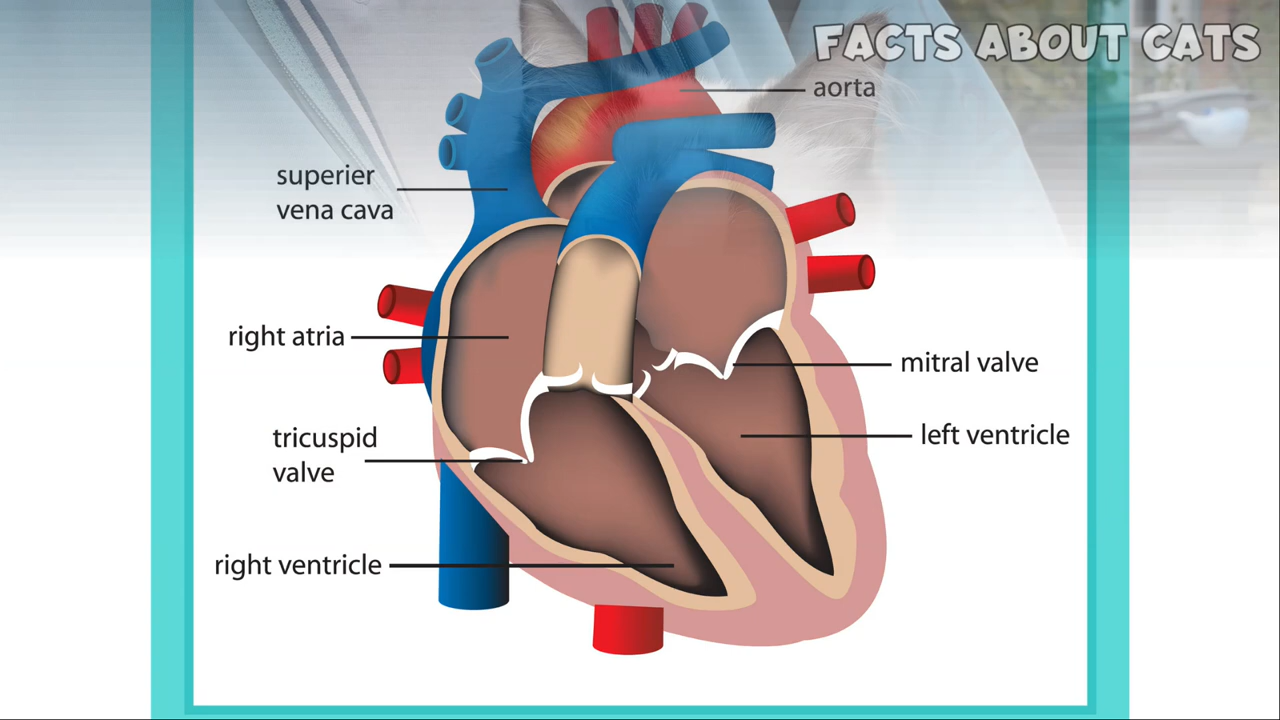 FACTS ABOUT CATS
aorta
superier
vena cava
right atria
mitral valve
tricuspid
valve
left ventricle
right ventricle